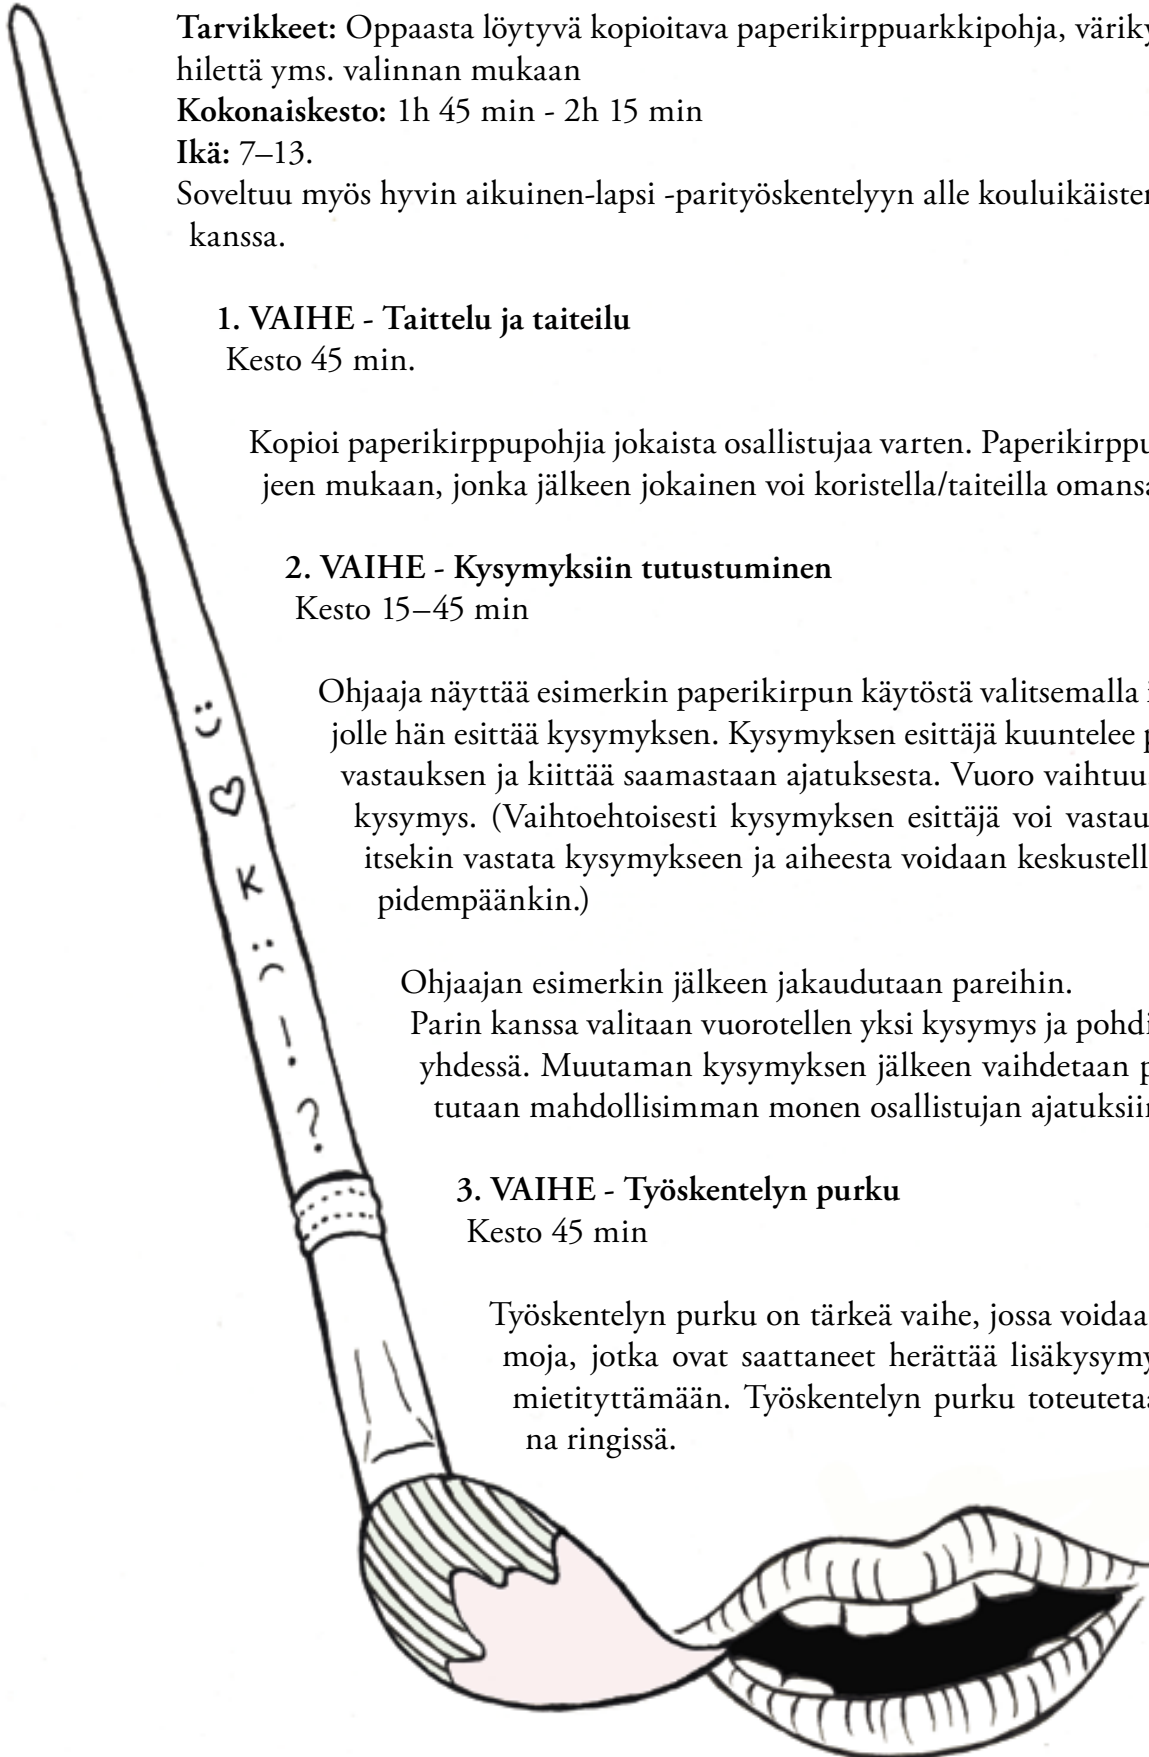 Tarvikkeet: Oppaasta löytyvä kopioitava paperikirppuarkkipohja, väriky
hilettä yms. valinnan mukaan
Kokonaiskesto: 1h 45 min - 2h 15 min
Ikä: 7–13.
Soveltuu myös hyvin aikuinen-lapsi -parityöskentelyyn alle kouluikäisten
kanssa.
1. VAIHE - Taittelu ja taiteilu
Kesto 45 min.
Kopioi paperikirppupohjia jokaista osallistujaa varten. Paperikirppu
jeen mukaan, jonka jälkeen jokainen voi koristella/taiteilla omansa
2. VAIHE - Kysymyksiin tutustuminen
Kesto 15–45 min
Ohjaaja näyttää esimerkin paperikirpun käytöstä valitsemalla
jolle hän esittää kysymyksen. Kysymyksen esittäjä kuuntelee
vastauksen ja kiittää saamastaan ajatuksesta. Vuoro vaihtuu
kysymys. (Vaihtoehtoisesti kysymyksen esittäjä voi vastau
itsekin vastata kysymykseen ja aiheesta voidaan keskustell
pidempäänkin.)
Ohjaajan esimerkin jälkeen jakaudutaan pareihin.
Parin kanssa valitaan vuorotellen yksi kysymys ja pohdi
yhdessä. Muutaman kysymyksen jälkeen vaihdetaan p
tutaan mahdollisimman monen osallistujan ajatuksiin
3. VAIHE - Työskentelyn purku
Kesto 45 min
Työskentelyn purku on tärkeä vaihe, jossa voidaa
moja, jotka ovat saattaneet herättää lisäkysymy
mietityttämään. Työskentelyn purku toteuteta
na ringissä.
:)
♡
K
:(
!
?